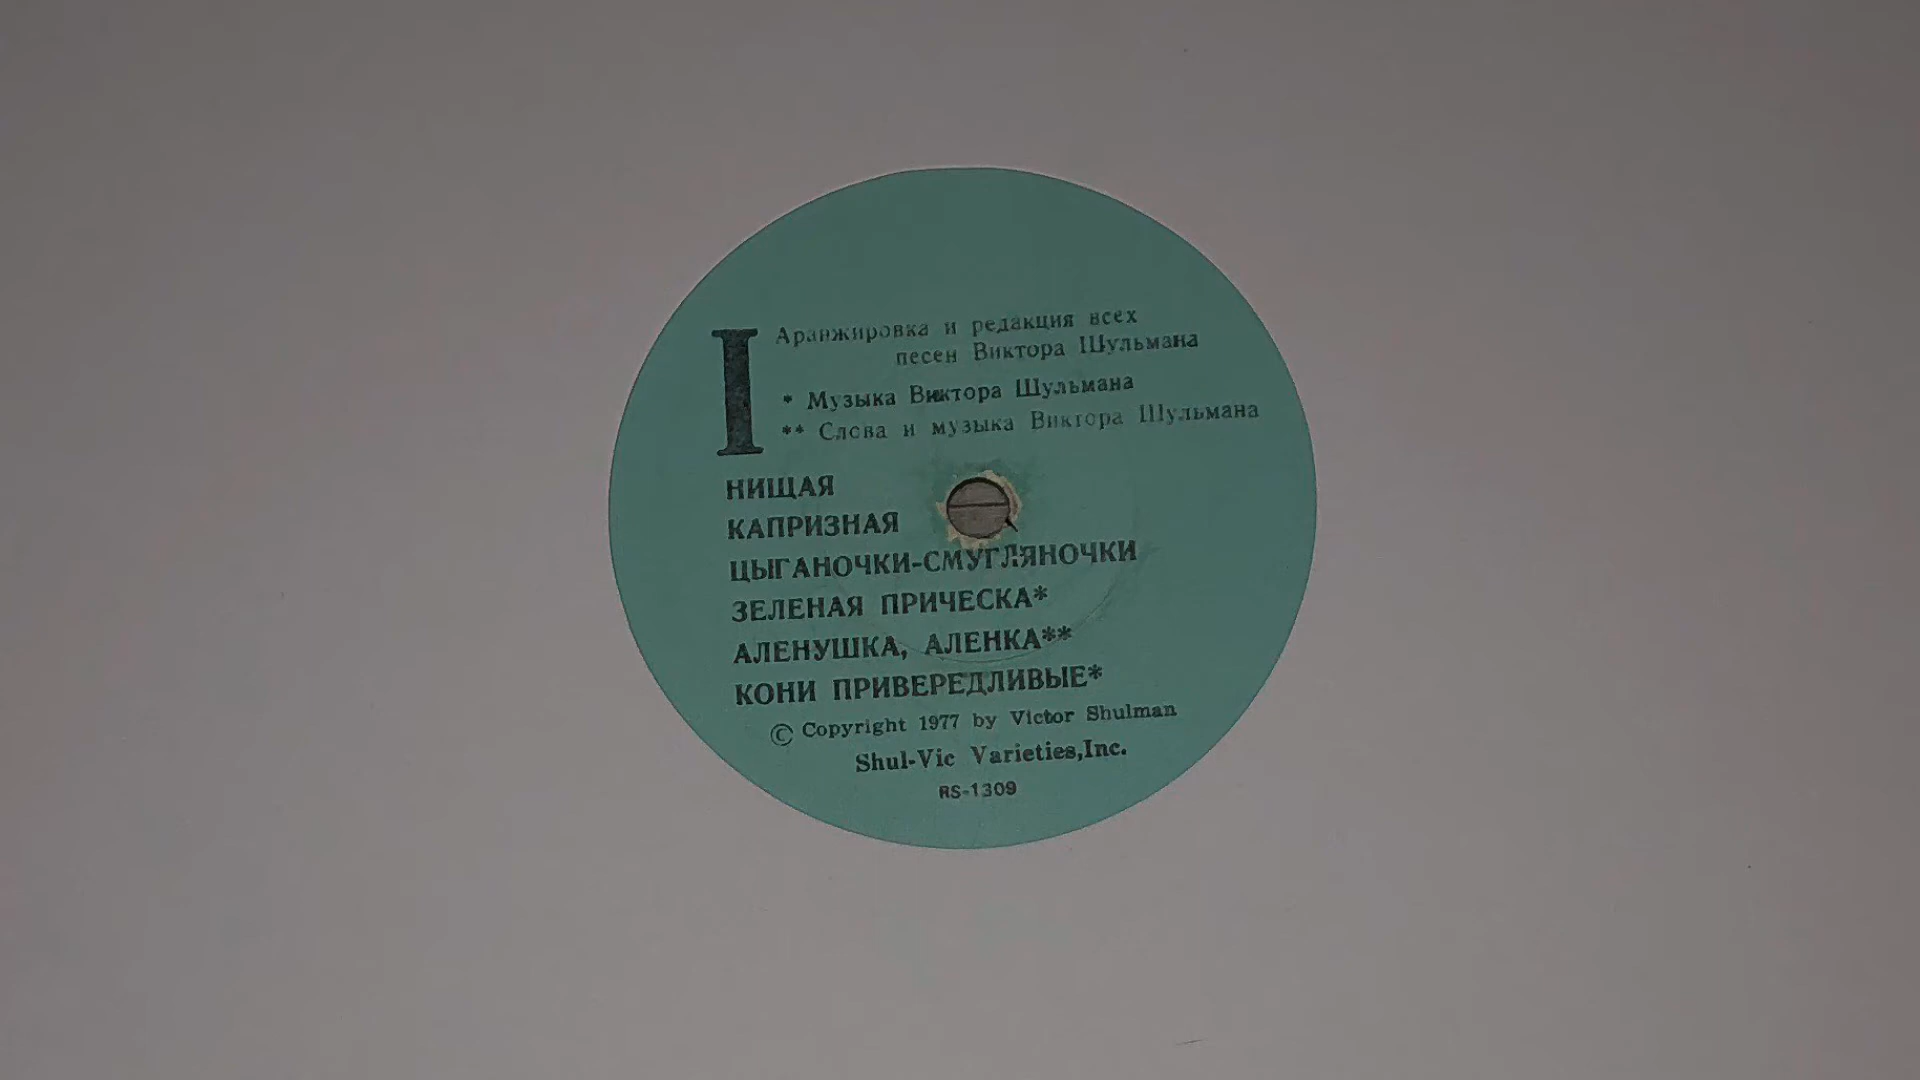 I
Аранжировка и редакция всех
песен Виктора Шульмана
* Музыка Виктора Шульмана
** Слова и музыка Виктора Шульмана
НИЩАЯ
КАПРИЗНАЯ
ЦЫГАНОЧКИ-СМУГЛЯНОЧКИ
ЗЕЛЕНАЯ ПРИЧЕСКА*
АЛЕНУШКА, АЛЕНКА**
КОНИ ПРИВЕРЕДЛИВЫЕ*
© Copyright 1977 by Victor Shulman
Shul-Vic Varieties,Inc.
RS-1309